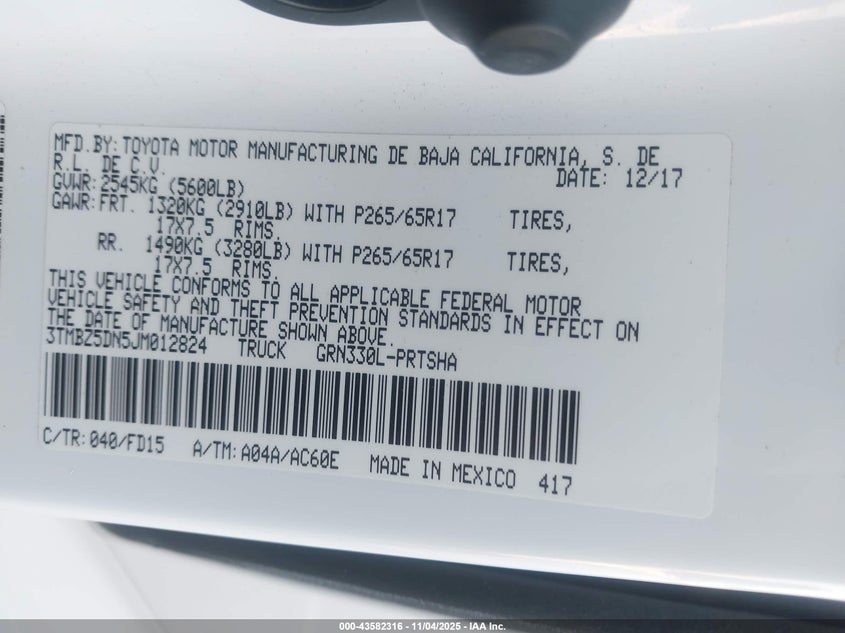 MFD.BY:TOYOTA MOTOR MANUFACTURING DE BAJA CALIFORNIA, S. DE
R.L. DE C.V. DATE: 12/17
GVWR:2545KG (5600LB)
GAWR:FRT. 1320KG (2910LB) WITH P265/65R17 TIRES,
17X7.5 RIMS.
RR. 1490KG (3280LB) WITH P265/65R17 TIRES,
17X7.5 RIMS.
THIS VEHICLE CONFORMS TO ALL APPLICABLE FEDERAL MOTOR
VEHICLE SAFETY AND THEFT PREVENTION STANDARDS IN EFFECT ON
THE DATE OF MANUFACTURE SHOWN ABOVE.
3TMBZ5DN5JM012824 TRUCK GRN330L-PRTSHA
C/TR:040/FD15 A/TM:A04A/AC60E MADE IN MEXICO 417
000-43582316 - 11/04/2025 - IAA Inc.